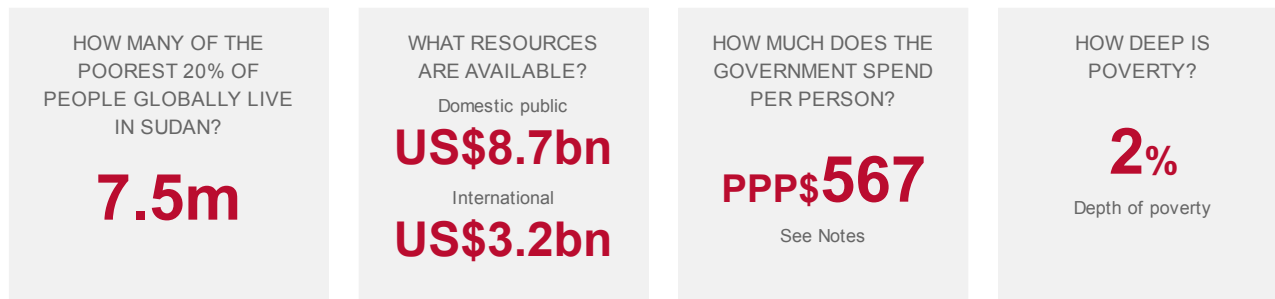 HOW MANY OF THE
POOREST 20% OF
PEOPLE GLOBALLY LIVE
IN SUDAN?
7.5m
WHAT RESOURCES
ARE AVAILABLE?
Domestic public
US$8.7bn
International
US$3.2bn
HOW MUCH DOES THE
GOVERNMENT SPEND
PER PERSON?
PPP$567
See Notes
HOW DEEP IS
POVERTY?
2%
Depth of poverty